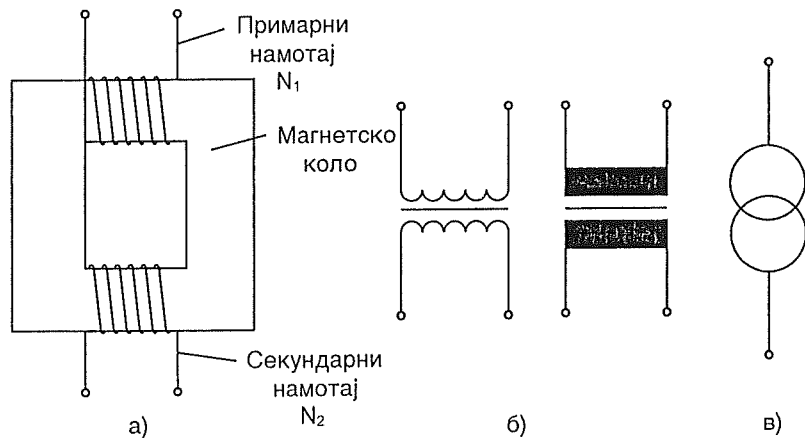 Примарни
намотај
N₁
Магнетско
коло
Секундарни
намотај
N₂
а)
б)
в)